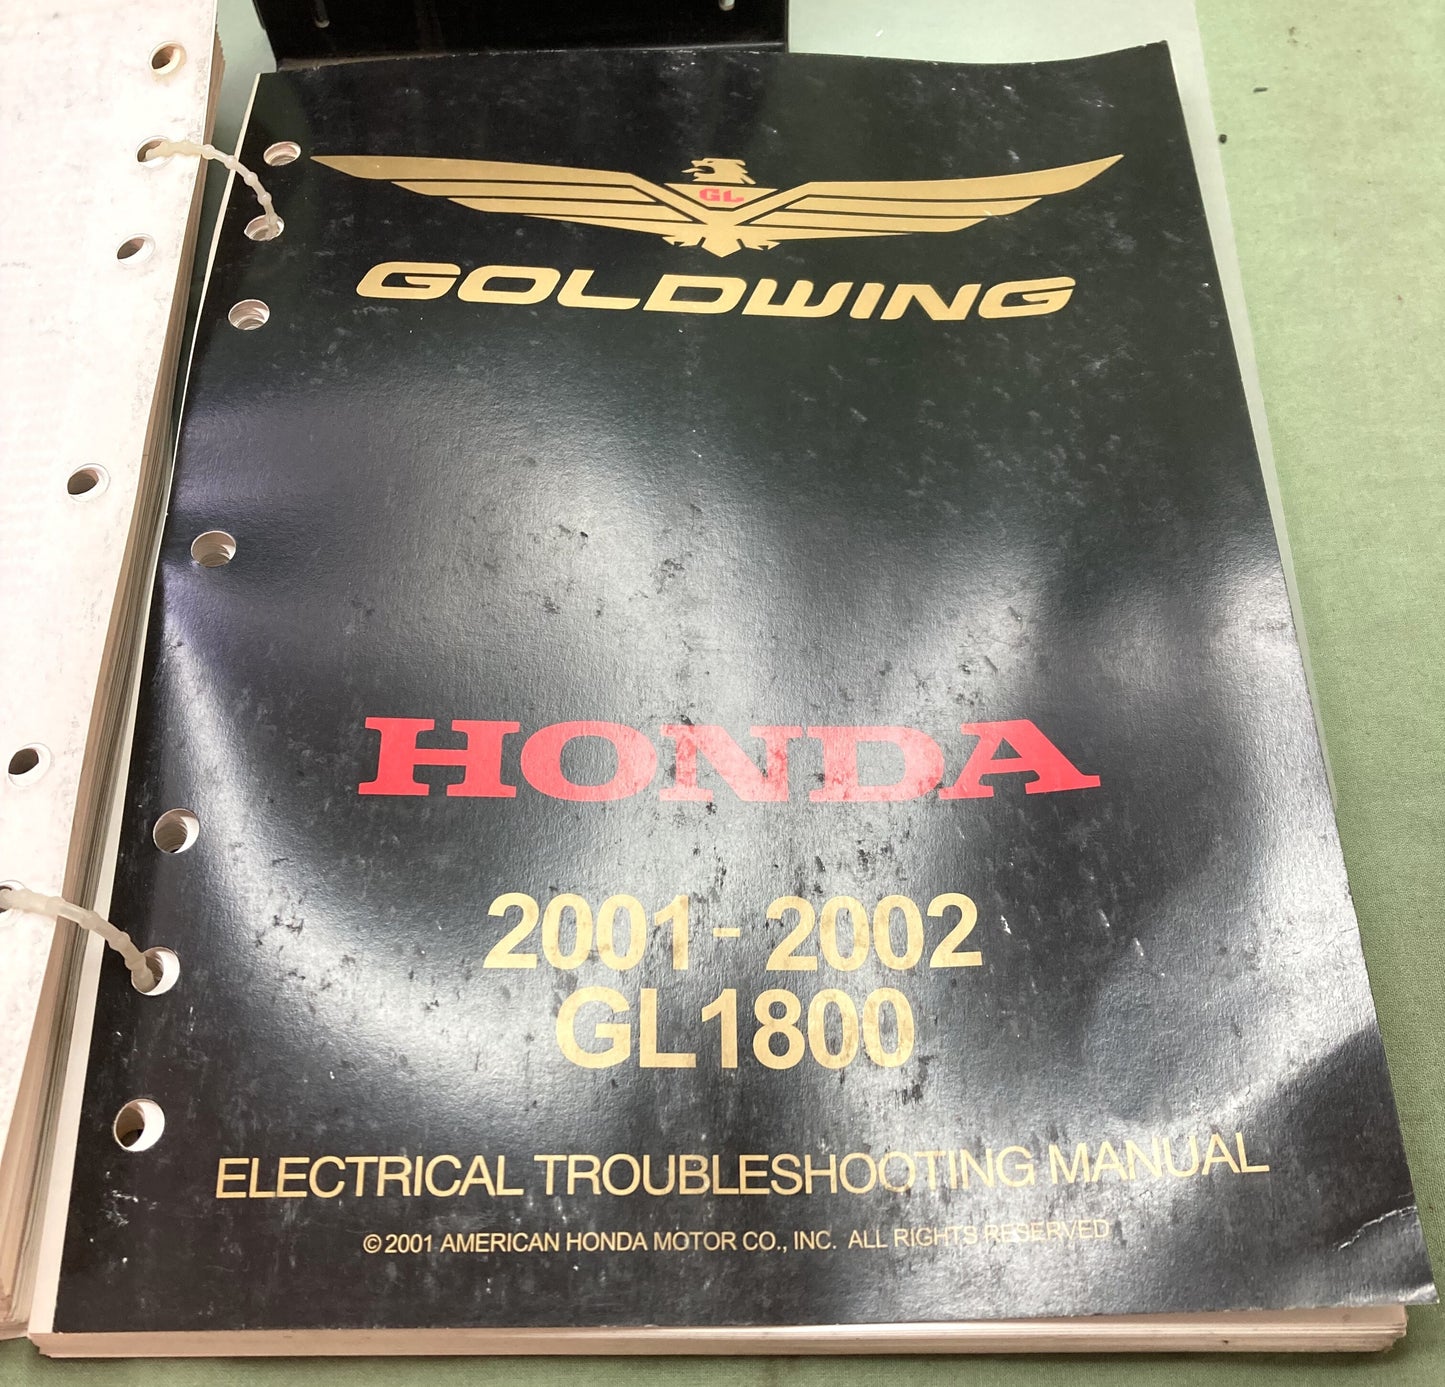 GL
GOLDWING
HONDA
2001 - 2002
GL1800
ELECTRICAL TROUBLESHOOTING MANUAL
© 2001 AMERICAN HONDA MOTOR CO., INC. ALL RIGHTS RESERVED